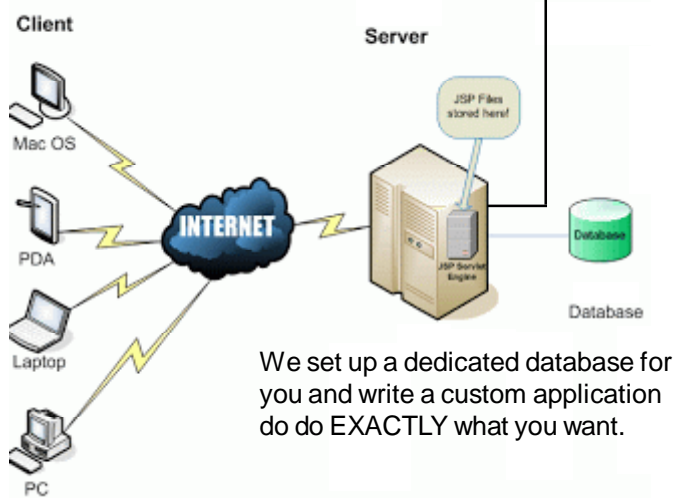 Client
Server
JSP Files
stored here!
Mac OS
INTERNET
PDA
JSP Servlet
Engine
Database
Database
Laptop
We set up a dedicated database for
you and write a custom application
do do EXACTLY what you want.
PC